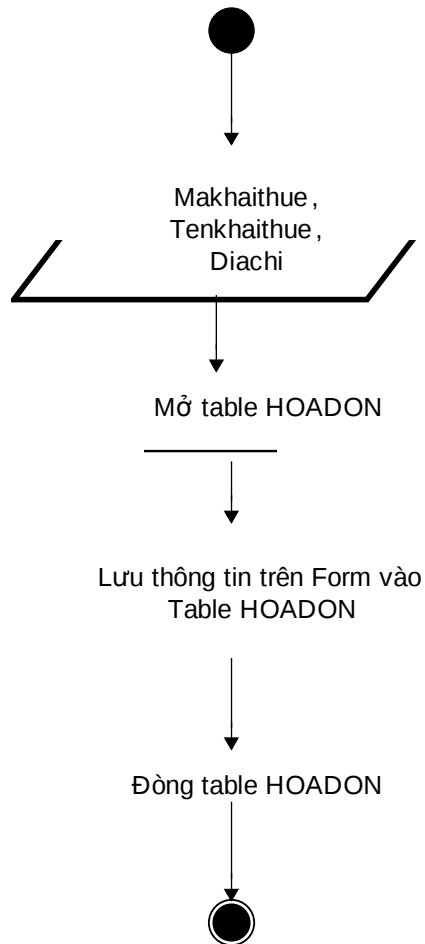 Makhaithue,
Tenkhaithue,
Diachi
Mở table HOADON
Lưu thông tin trên Form vào
Table HOADON
Đòng table HOADON